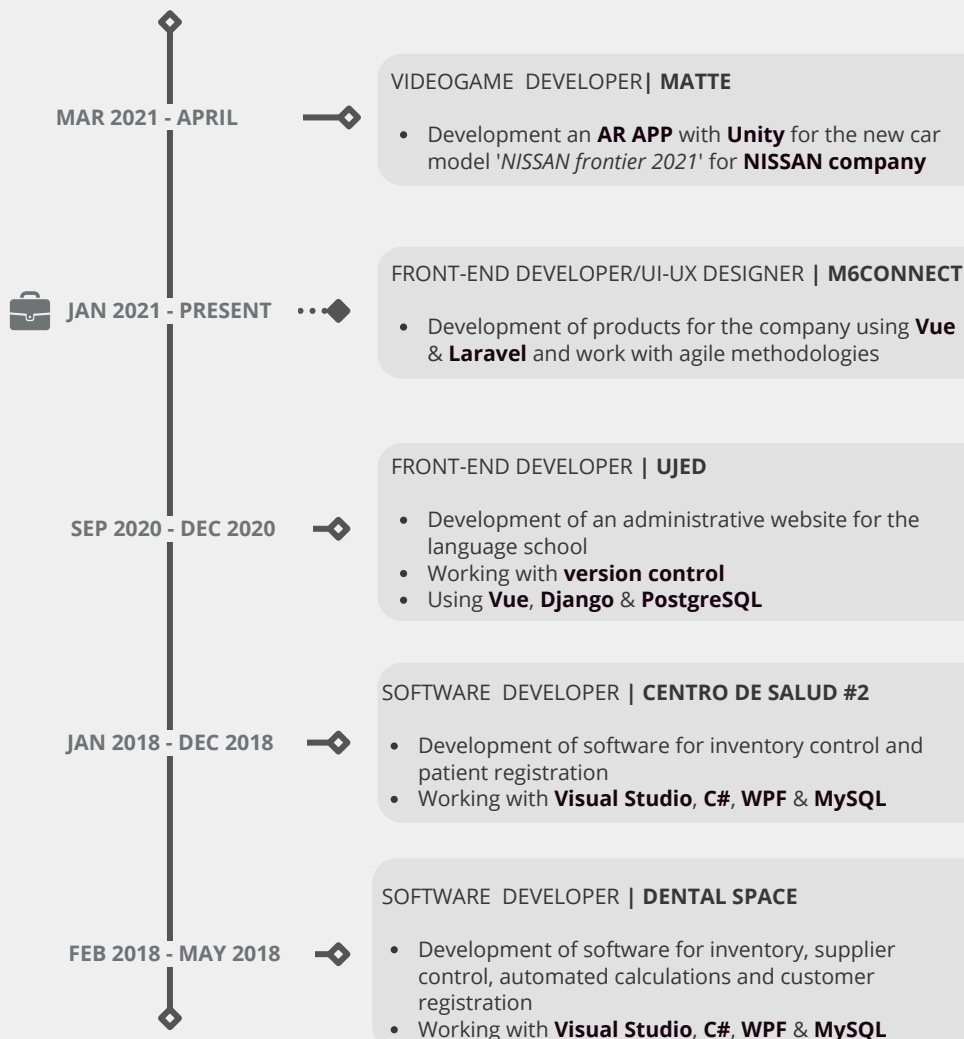 MAR 2021 - APRIL
VIDEOGAME DEVELOPER| MATTE
• Development an AR APP with Unity for the new car
model 'NISSAN frontier 2021' for NISSAN company
JAN 2021 - PRESENT
FRONT-END DEVELOPER/UI-UX DESIGNER | M6CONNECT
• Development of products for the company using Vue
& Laravel and work with agile methodologies
SEP 2020 - DEC 2020
FRONT-END DEVELOPER | UJED
• Development of an administrative website for the
language school
• Working with version control
• Using Vue, Django & PostgreSQL
JAN 2018 - DEC 2018
SOFTWARE DEVELOPER | CENTRO DE SALUD #2
• Development of software for inventory control and
patient registration
• Working with Visual Studio, C#, WPF & MySQL
FEB 2018 - MAY 2018
SOFTWARE DEVELOPER | DENTAL SPACE
• Development of software for inventory, supplier
control, automated calculations and customer
registration
• Working with Visual Studio, C#, WPF & MySQL